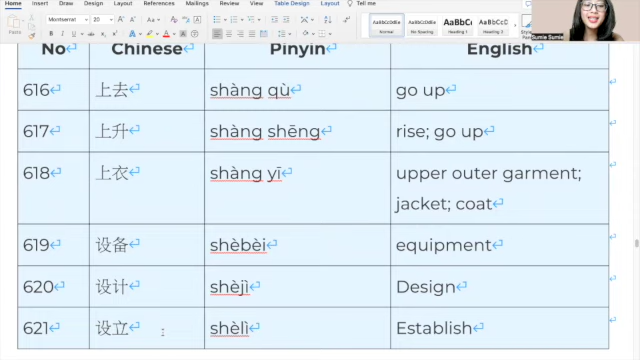 Home Insert Draw Design Layout References Mailings Review View Table Design Layout Tell me
Montserrat 20
AaBbCcDdEe AaBbCcDdEe AaBbCc AaBbCcD
Normal No Spacing Heading 1 Heading 2
Sumie Sumie
No Chinese Pinyin English
616 上去 shàng qù go up
617 上升 shàng shēng rise; go up
618 上衣 shàng yī upper outer garment;
jacket; coat
619 设备 shèbèi equipment
620 设计 shèjì Design
621 设立 shèlì Establish